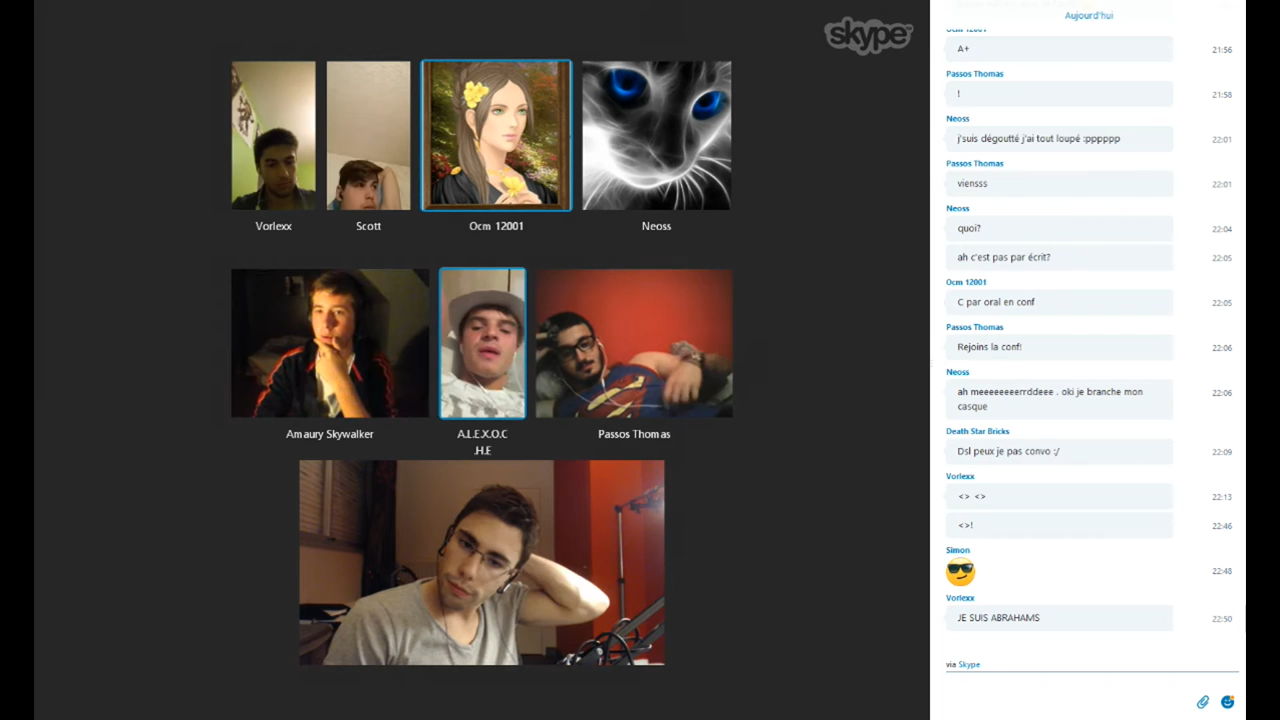 skype™
Vorlexx
Scott
Ocm 12001
Neoss
Amaury Skywalker
A.L.E.X.O.C
.H.E
Passos Thomas
Aujourd'hui
Ocm 12001
A+
21:56
Passos Thomas
!
21:58
Neoss
j'suis dégoutté j'ai tout loupé :pppppp
22:01
Passos Thomas
viensss
22:01
Neoss
quoi?
22:04
ah c'est pas par écrit?
22:05
Ocm 12001
C par oral en conf
22:05
Passos Thomas
Rejoins la conf!
22:06
Neoss
ah meeeeeeeerrddeee . oki je branche mon
casque
22:06
Death Star Bricks
Dsl peux je pas convo :/
22:09
Vorlexx
<> <>
22:13
<>!
22:46
Simon
22:48
Vorlexx
JE SUIS ABRAHAMS
22:50
via Skype